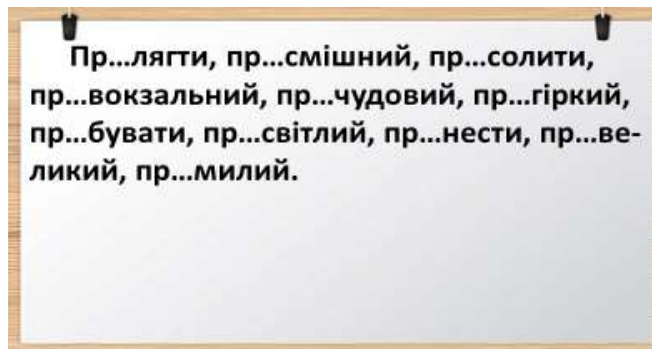 Пр...лягти, пр...смішний, пр...солити,
пр...вокзальний, пр...чудовий, пр...гіркий,
пр...бувати, пр...світлий, пр...нести, пр...ве-
ликий, пр...милий.